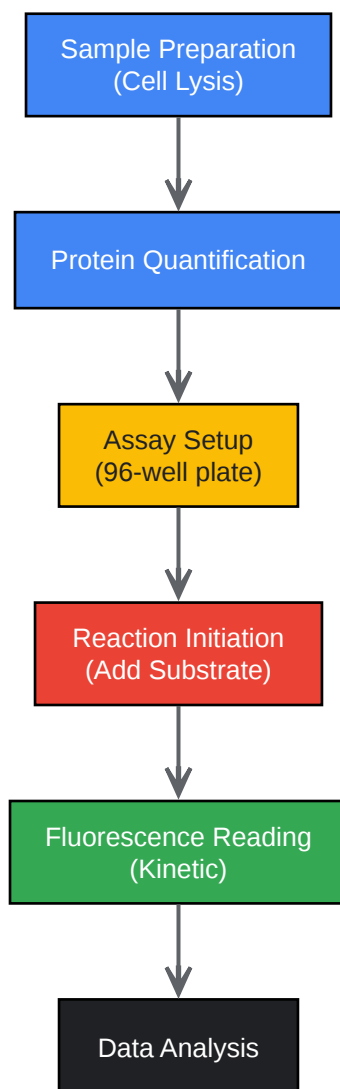 Sample Preparation
(Cell Lysis)
Protein Quantification
Assay Setup
(96-well plate)
Reaction Initiation
(Add Substrate)
Fluorescence Reading
(Kinetic)
Data Analysis